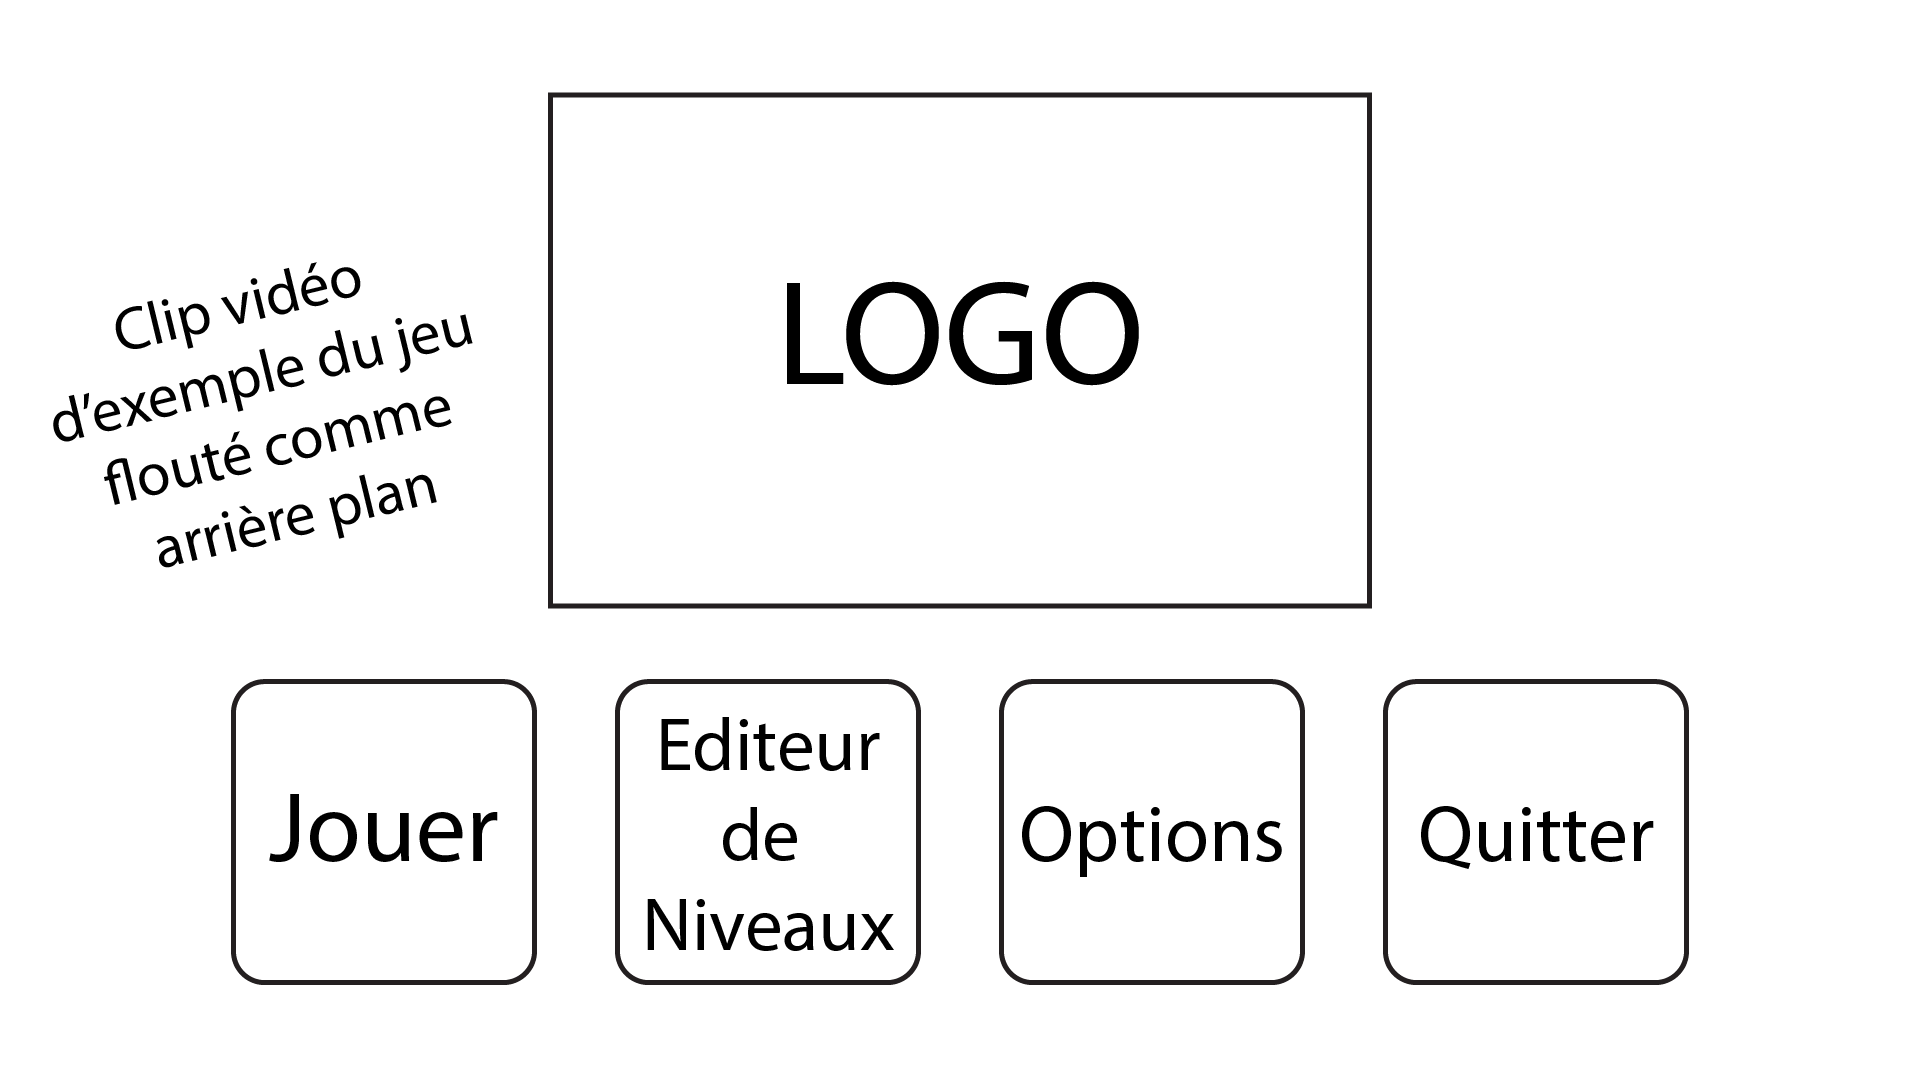 LOGO
Clip vidéo
d'exemple du jeu
flouté comme
arrière plan
Jouer
Editeur
de
Niveaux
Options
Quitter